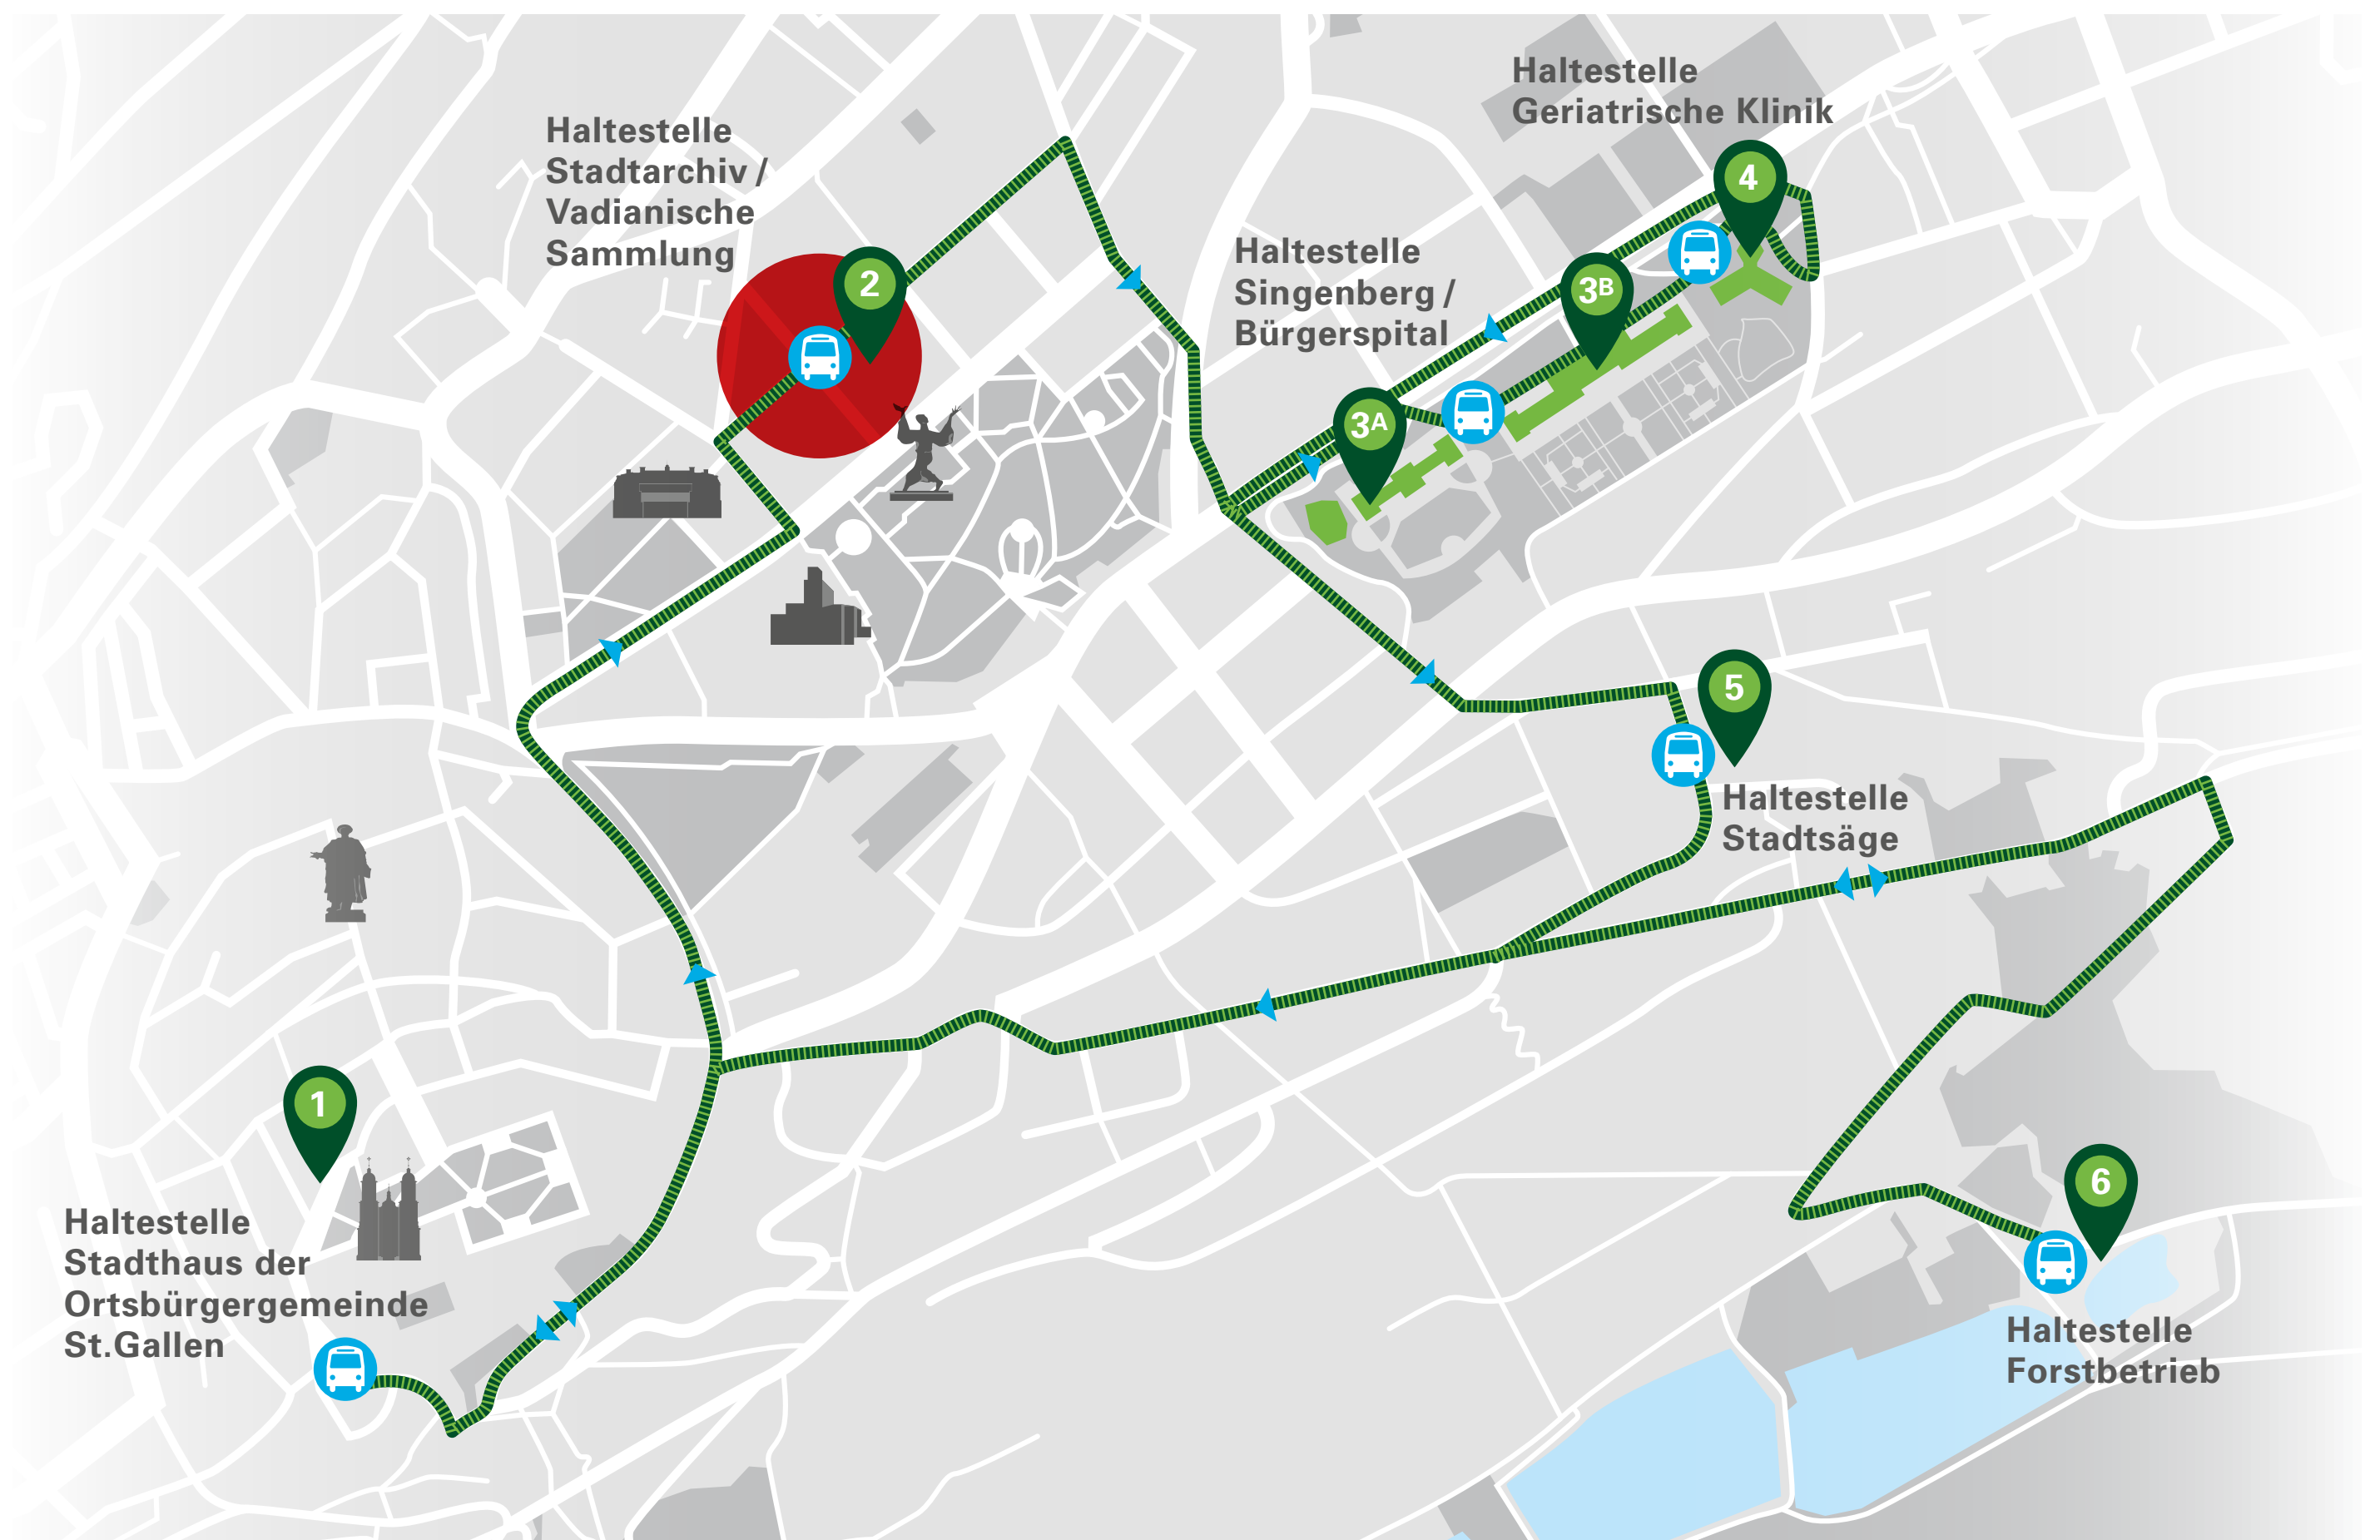 Haltestelle
Geriatrische Klinik
4
Haltestelle
Stadtarchiv /
Vadianische
Sammlung
2
Haltestelle
Singenberg /
Bürgerspital
3B
3A
5
Haltestelle
Stadtsäge
1
Haltestelle
Stadthaus der
Ortsbürgergemeinde
St.Gallen
6
Haltestelle
Forstbetrieb